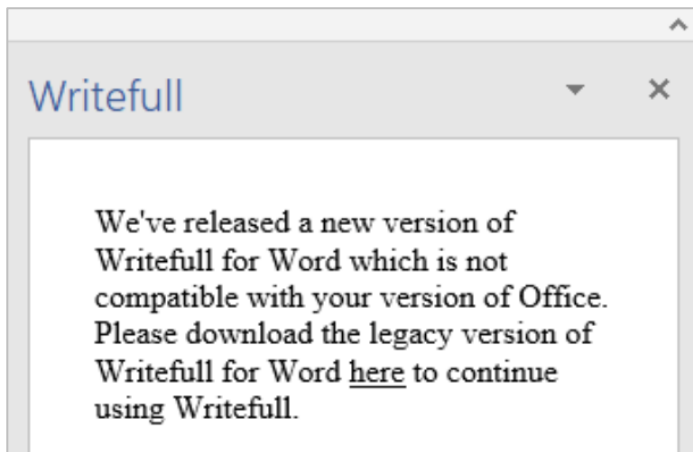 Writefull
We've released a new version of
Writefull for Word which is not
compatible with your version of Office.
Please download the legacy version of
Writefull for Word here to continue
using Writefull.